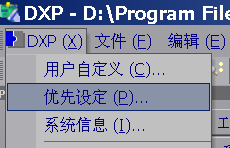 DXP - D:\Program File
DXP (X) 文件 (F) 编辑 (E)
用户自定义 (C)...
优先设定 (P)...
系统信息 (I)...